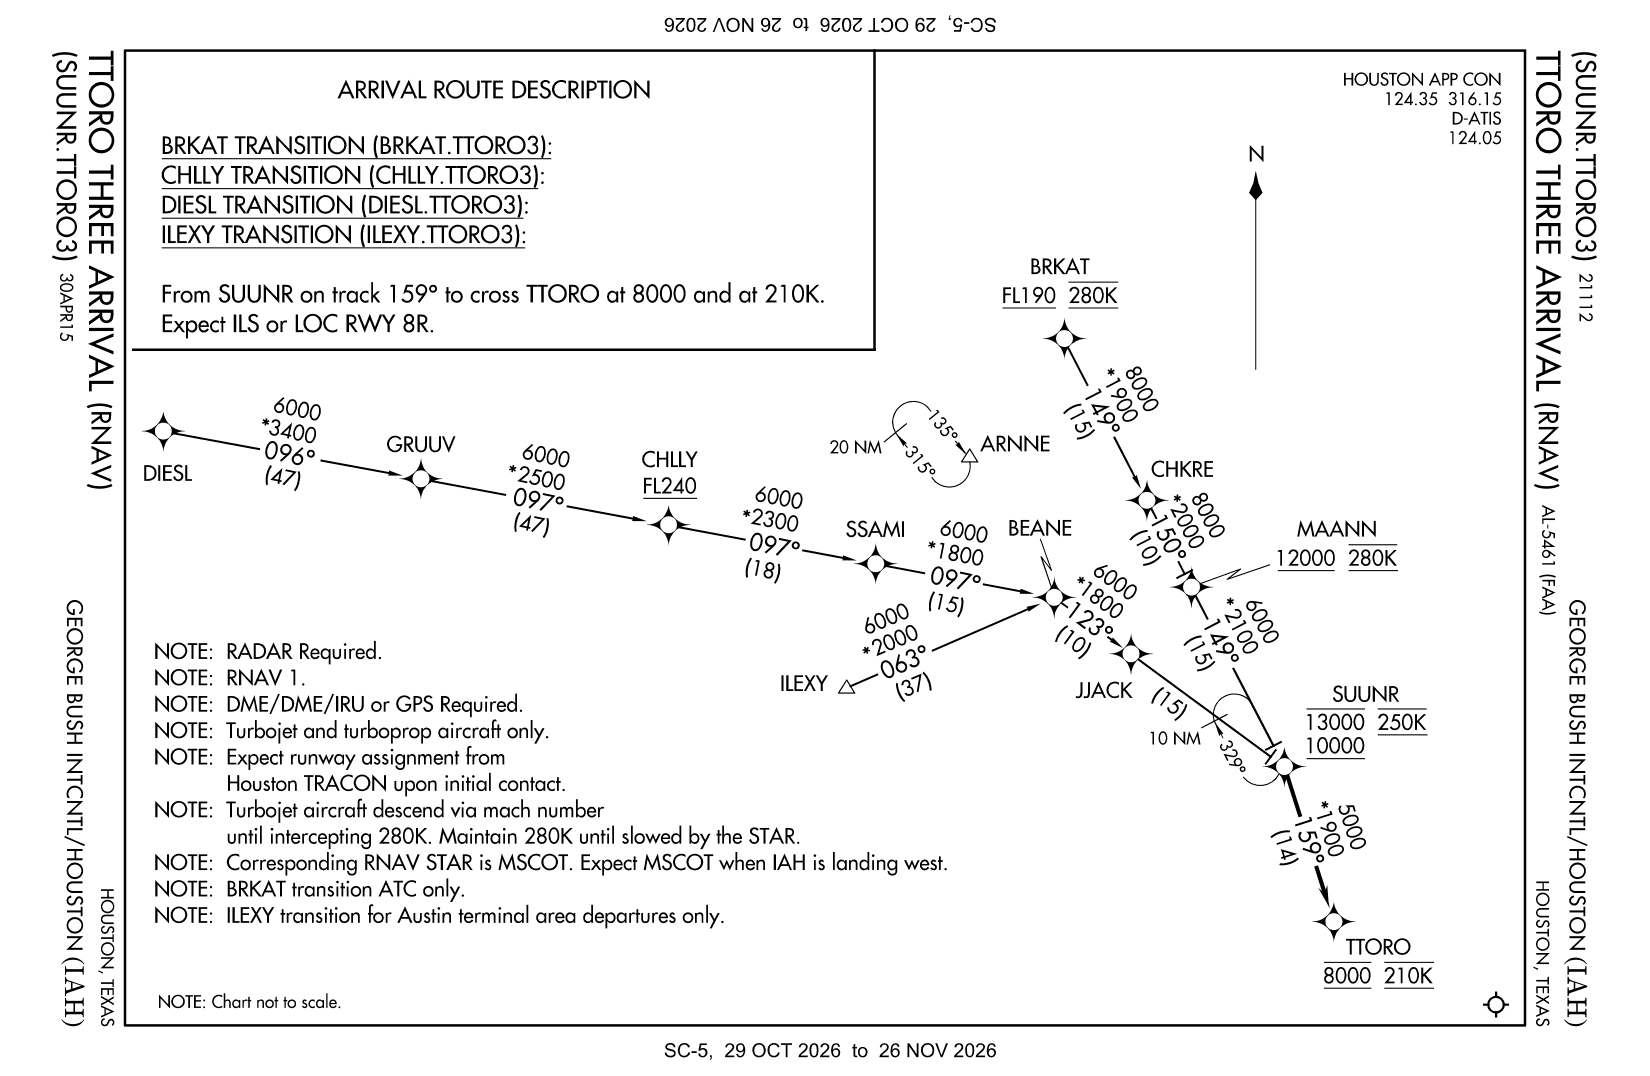 SC-5, 29 OCT 2026 to 26 NOV 2026
TTORO THREE ARRIVAL (RNAV)
(SUUNR.TTORO3) 30APR15
GEORGE BUSH INTCNTL/HOUSTON (IAH)
HOUSTON, TEXAS
(SUUNR.TTORO3) 21112
TTORO THREE ARRIVAL (RNAV) AL-5461 (FAA)
GEORGE BUSH INTCNTL/HOUSTON (IAH)
HOUSTON, TEXAS
ARRIVAL ROUTE DESCRIPTION
BRKAT TRANSITION (BRKAT.TTORO3):
CHLLY TRANSITION (CHLLY.TTORO3):
DIESL TRANSITION (DIESL.TTORO3):
ILEXY TRANSITION (ILEXY.TTORO3):
From SUUNR on track 159° to cross TTORO at 8000 and at 210K.
Expect ILS or LOC RWY 8R.
HOUSTON APP CON
124.35 316.15
D-ATIS
124.05
N
BRKAT
FL190 280K
8000
*1900
149°
(15)
CHKRE
8000
*2000
150°
(10)
MAANN
12000 280K
6000
*2100
149°
(15)
DIESL
6000
*3400
096°
(47)
GRUUV
6000
*2500
097°
(47)
CHLLY
FL240
6000
*2300
097°
(18)
SSAMI
6000
*1800
097°
(15)
BEANE
6000
*1800
123°
(10)
JJACK
(15)
20 NM
135°
315°
ARNNE
ILEXY
6000
*2000
063°
(37)
10 NM
329°
SUUNR
13000 250K
10000
5000
*1900
159°
(14)
TTORO
8000 210K
NOTE: RADAR Required.
NOTE: RNAV 1.
NOTE: DME/DME/IRU or GPS Required.
NOTE: Turbojet and turboprop aircraft only.
NOTE: Expect runway assignment from
Houston TRACON upon initial contact.
NOTE: Turbojet aircraft descend via mach number
until intercepting 280K. Maintain 280K until slowed by the STAR.
NOTE: Corresponding RNAV STAR is MSCOT. Expect MSCOT when IAH is landing west.
NOTE: BRKAT transition ATC only.
NOTE: ILEXY transition for Austin terminal area departures only.
NOTE: Chart not to scale.
SC-5, 29 OCT 2026 to 26 NOV 2026